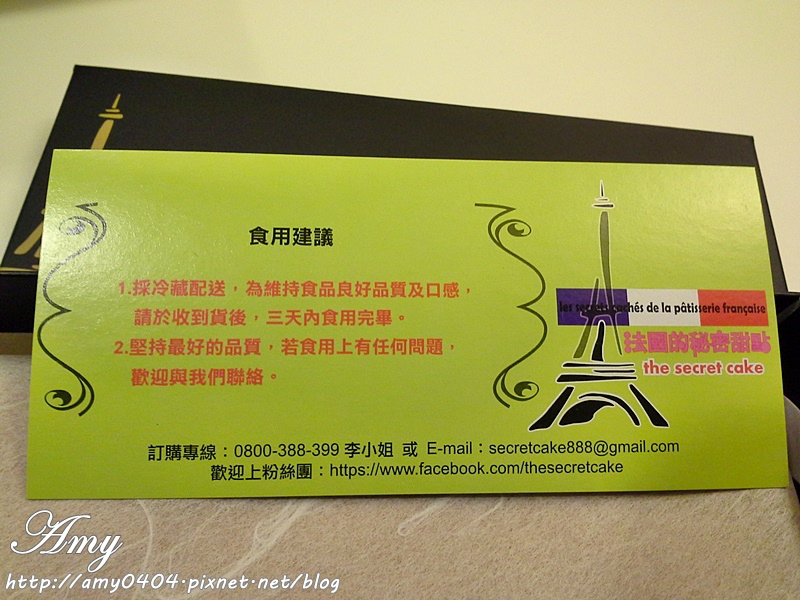 食用建議
1.採冷藏配送，為維持食品良好品質及口感，
請於收到貨後，三天內食用完畢。
2.堅持最好的品質，若食用上有任何問題，
歡迎與我們聯絡。
les secrets cachés de la pâtisserie française
法國的秘密甜點
the secret cake
訂購專線：0800-388-399 李小姐 或 E-mail：secretcake888@gmail.com
歡迎上粉絲團：https://www.facebook.com/thesecretcake
Amy
http://amy0404.pixnet.net/blog